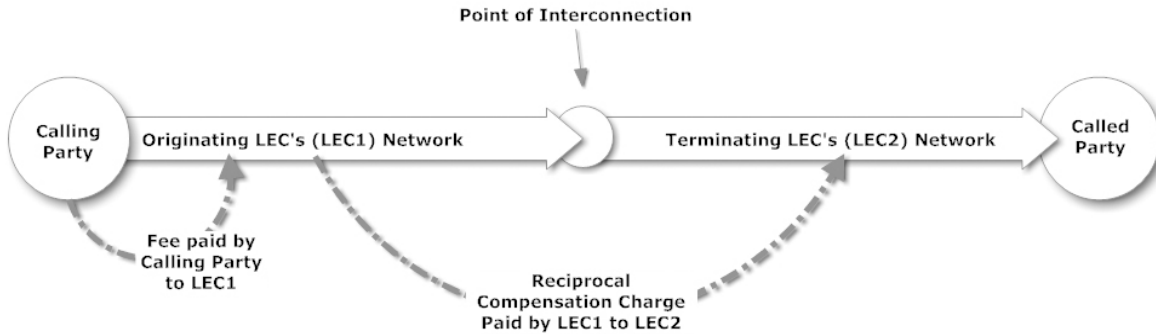 Point of Interconnection
Calling
Party
Originating LEC's (LEC1) Network
Terminating LEC's (LEC2) Network
Called
Party
Fee paid by
Calling Party
to LEC1
Reciprocal
Compensation Charge
Paid by LEC1 to LEC2